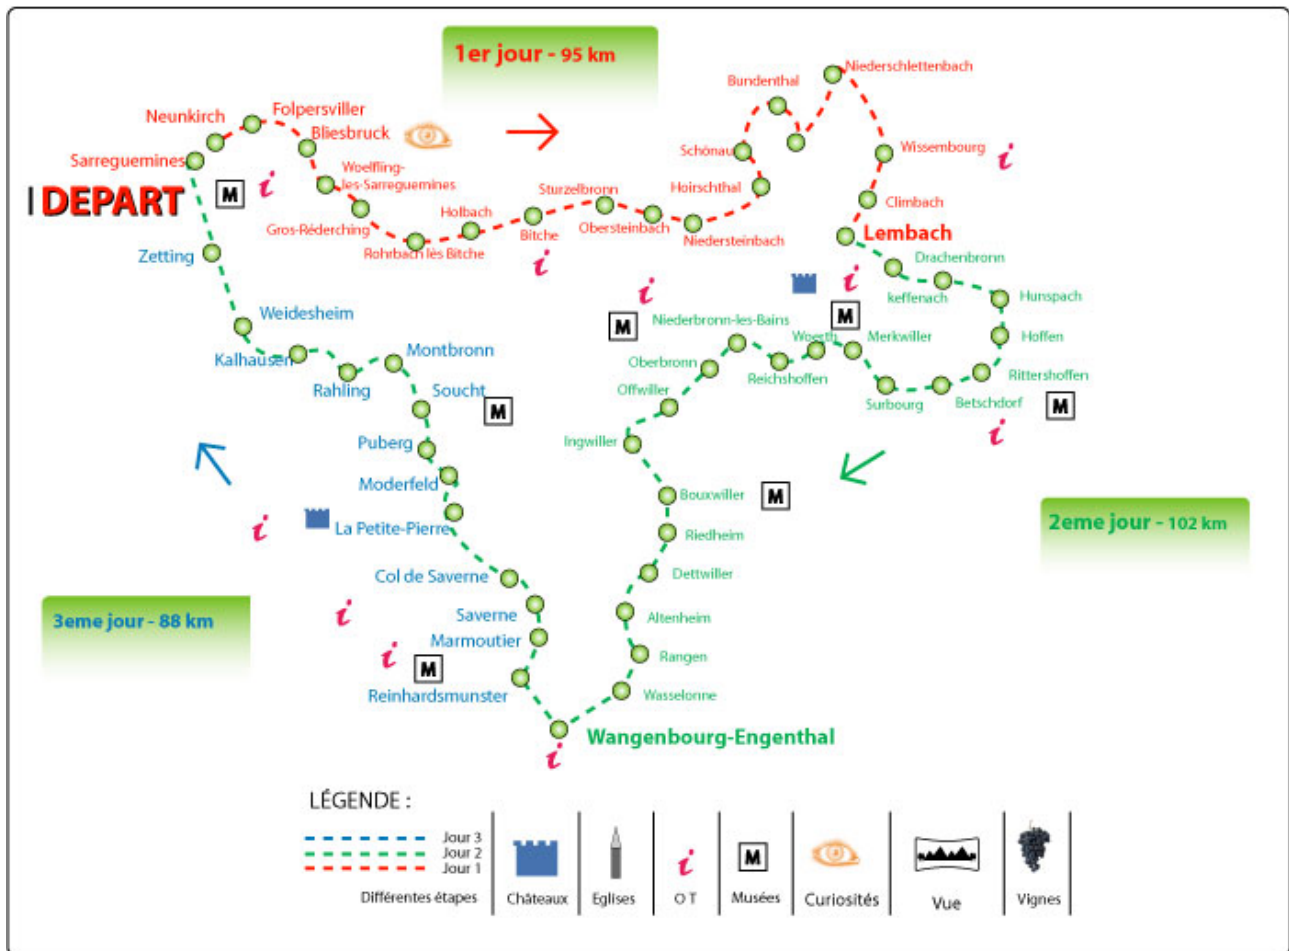 1er jour - 95 km
Niederschlettenbach
Bundenthal
Folpersviller
Neunkirch
Bliesbruck
Sarreguemines
Schönau
Wissembourg
Woelfling-
les-Sarreguemines
M
i
i
DEPART
Sturzelbronn
Hoirschthal
Climbach
Holbach
Gros-Réderching
Bitche
Obersteinbach
Niedersteinbach
Lembach
Rohrbach lès Bitche
Zetting
i
Drachenbronn
i
i
keffenach
Hunspach
Weidesheim
M
Niederbronn-les-Bains
M
Woerth
Merkwiller
Hoffen
Kalhausen
Montbronn
Oberbronn
Reichshoffen
Rahling
Soucht
M
Offwiller
Surbourg
Betschdorf
Rittershoffen
M
i
Puberg
Ingwiller
Moderfeld
Bouxwiller
M
i
La Petite-Pierre
Riedheim
2eme jour - 102 km
Col de Saverne
Dettwiller
3eme jour - 88 km
i
Saverne
Altenheim
Marmoutier
i
M
Rangen
Reinhardsmunster
Wasselonne
Wangenbourg-Engenthal
i
LÉGENDE :
Jour 3
Jour 2
Jour 1
i
M
Différentes étapes
Châteaux
Eglises
O T
Musées
Curiosités
Vue
Vignes